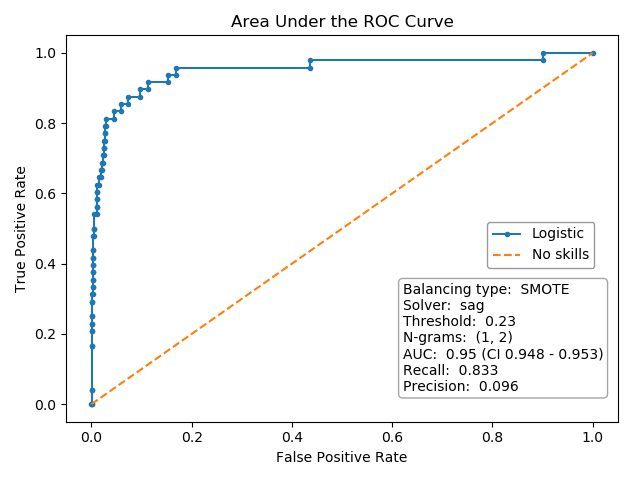 Area Under the ROC Curve
True Positive Rate
1.0
0.8
0.6
0.4
0.2
0.0
Logistic
No skills
Balancing type:  SMOTE
Solver:  sag
Threshold:  0.23
N-grams:  (1, 2)
AUC:  0.95 (CI 0.948 - 0.953)
Recall:  0.833
Precision:  0.096
0.0 0.2 0.4 0.6 0.8 1.0
False Positive Rate